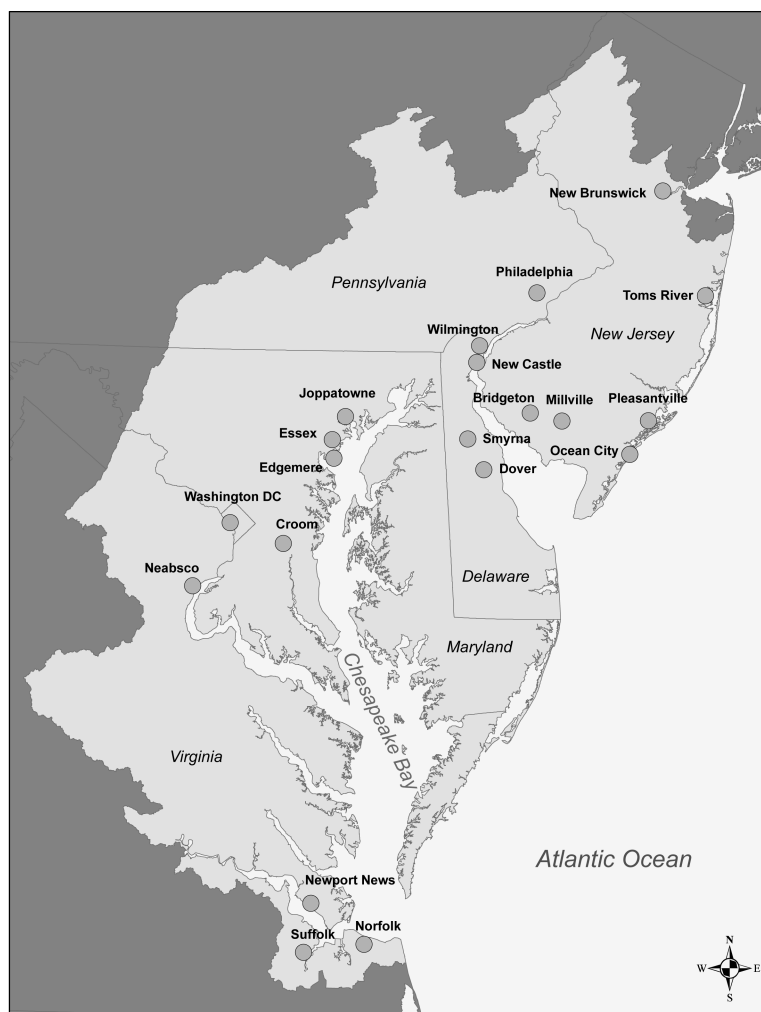 New Brunswick
Philadelphia
Pennsylvania
Toms River
Wilmington
New Jersey
New Castle
Joppatowne
Bridgeton
Millville
Pleasantville
Essex
Smyrna
Ocean City
Edgemere
Dover
Washington DC
Croom
Neabsco
Delaware
Maryland
Chesapeake Bay
Virginia
Atlantic Ocean
Newport News
Suffolk
Norfolk
N
W E
S